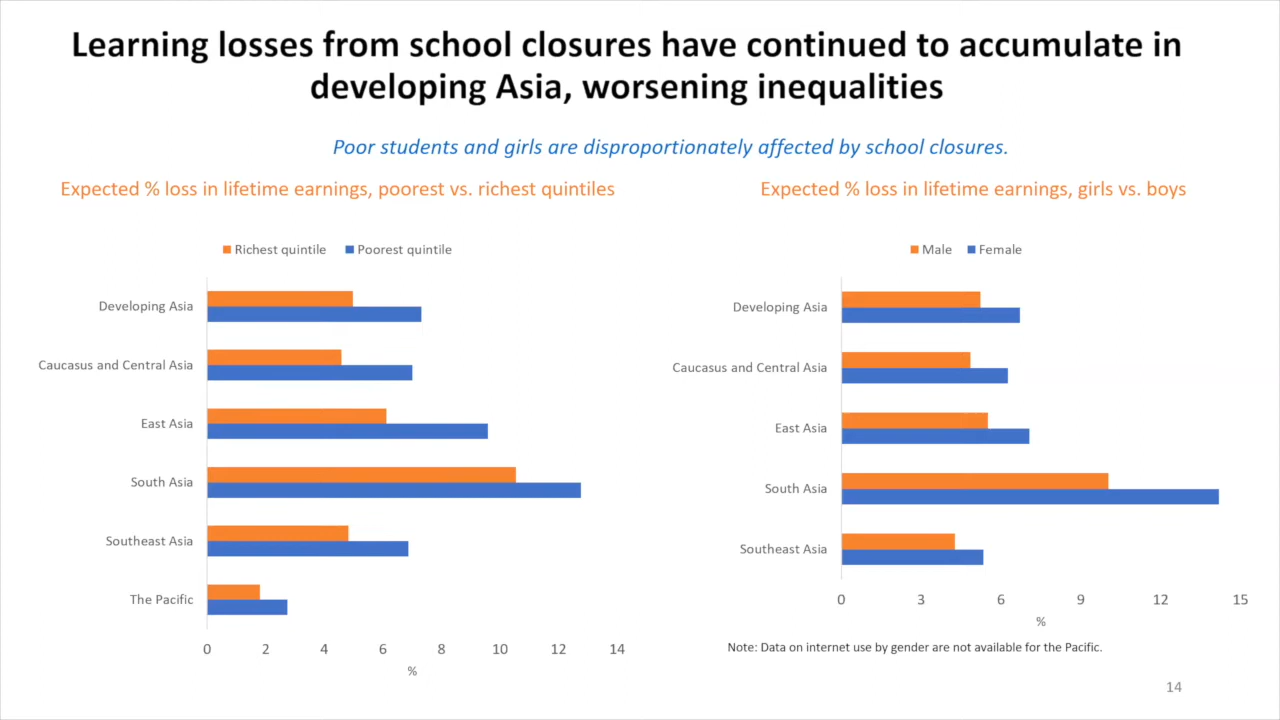 Learning losses from school closures have continued to accumulate in
developing Asia, worsening inequalities
Poor students and girls are disproportionately affected by school closures.
Expected % loss in lifetime earnings, poorest vs. richest quintiles
Richest quintile Poorest quintile
Developing Asia
Caucasus and Central Asia
East Asia
South Asia
Southeast Asia
The Pacific
0 2 4 6 8 10 12 14
%
Expected % loss in lifetime earnings, girls vs. boys
Male Female
Developing Asia
Caucasus and Central Asia
East Asia
South Asia
Southeast Asia
0 3 6 9 12 15
%
Note: Data on internet use by gender are not available for the Pacific.
14